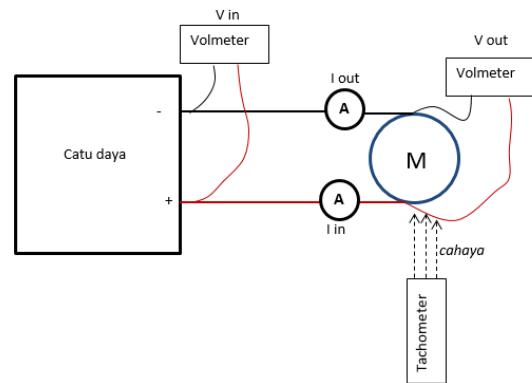 V in
Volmeter
V out
Volmeter
I out
A
-
Catu daya
M
+
A
I in
cahaya
Tachometer